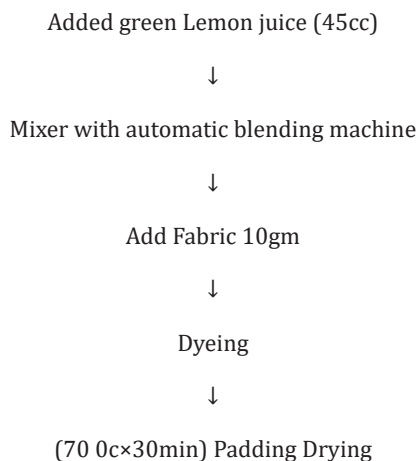 Added green Lemon juice (45cc)
↓
Mixer with automatic blending machine
↓
Add Fabric 10gm
↓
Dyeing
↓
(70 0c×30min) Padding Drying